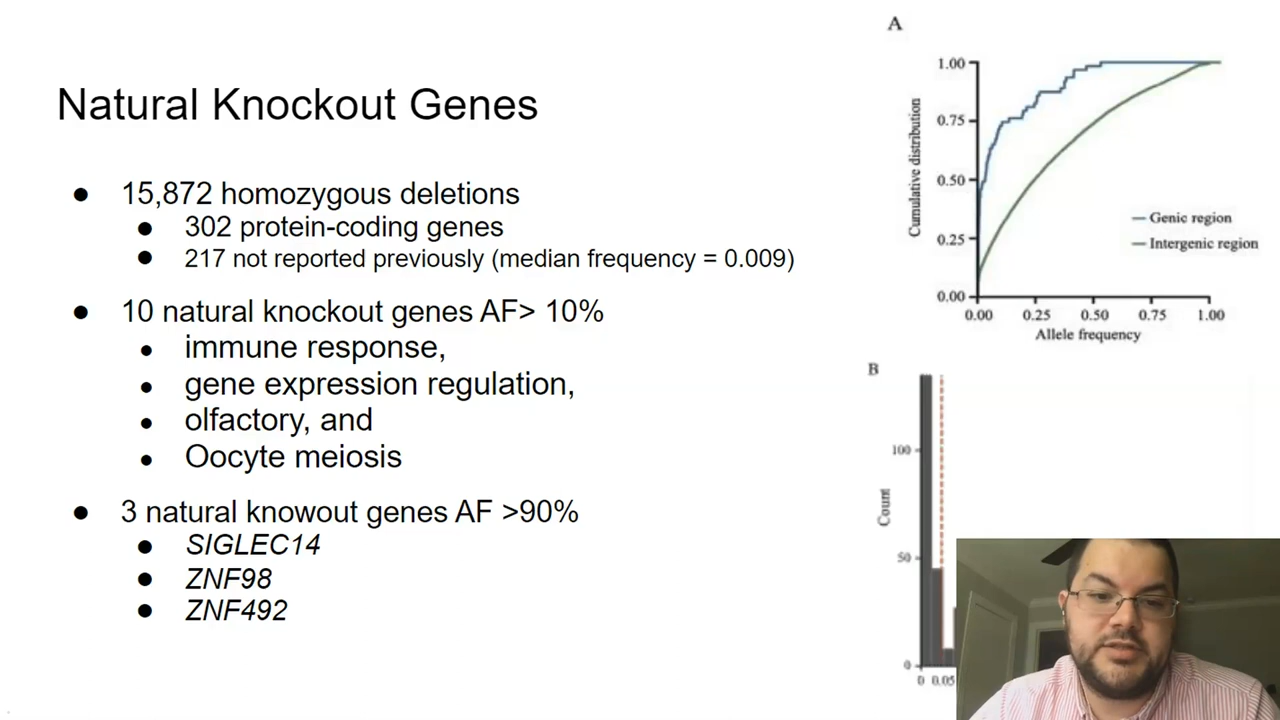 Natural Knockout Genes
● 15,872 homozygous deletions
● 302 protein-coding genes
● 217 not reported previously (median frequency = 0.009)
● 10 natural knockout genes AF> 10%
● immune response,
● gene expression regulation,
● olfactory, and
● Oocyte meiosis
● 3 natural knowout genes AF >90%
● SIGLEC14
● ZNF98
● ZNF492
A
1.00
0.75
0.50
0.25
0.00
Cumulative distribution
Genic region
Intergenic region
0.00 0.25 0.50 0.75 1.00
Allele frequency
B
100
50
0
Count
0 0.05